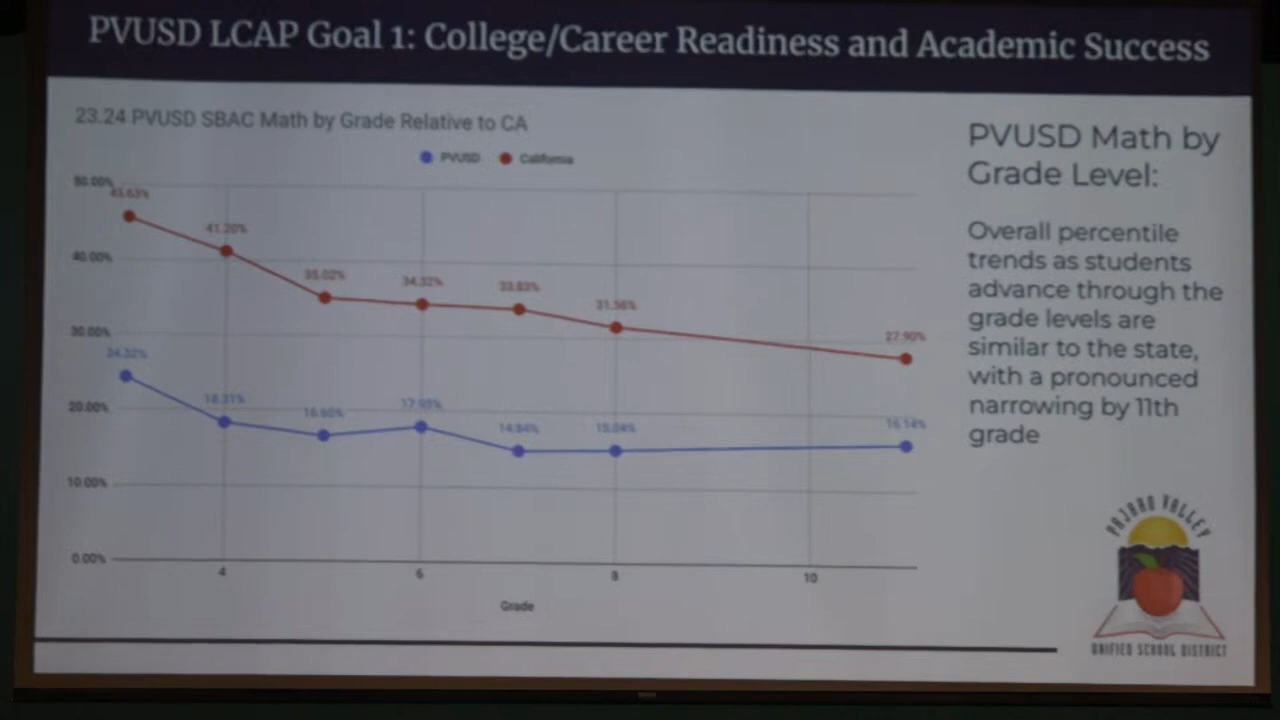 PVUSD LCAP Goal 1: College/Career Readiness and Academic Success
23.24 PVUSD SBAC Math by Grade Relative to CA
PVUSD California
50.00%
45.63%
41.20%
40.00%
35.02%
34.32%
33.83%
31.56%
30.00%
27.90%
24.32%
18.31%
16.60%
17.93%
14.84%
15.04%
16.14%
20.00%
10.00%
0.00%
4 6 8 10
Grade
PVUSD Math by
Grade Level:
Overall percentile
trends as students
advance through the
grade levels are
similar to the state,
with a pronounced
narrowing by 11th
grade
PAJARO VALLEY
UNIFIED SCHOOL DISTRICT